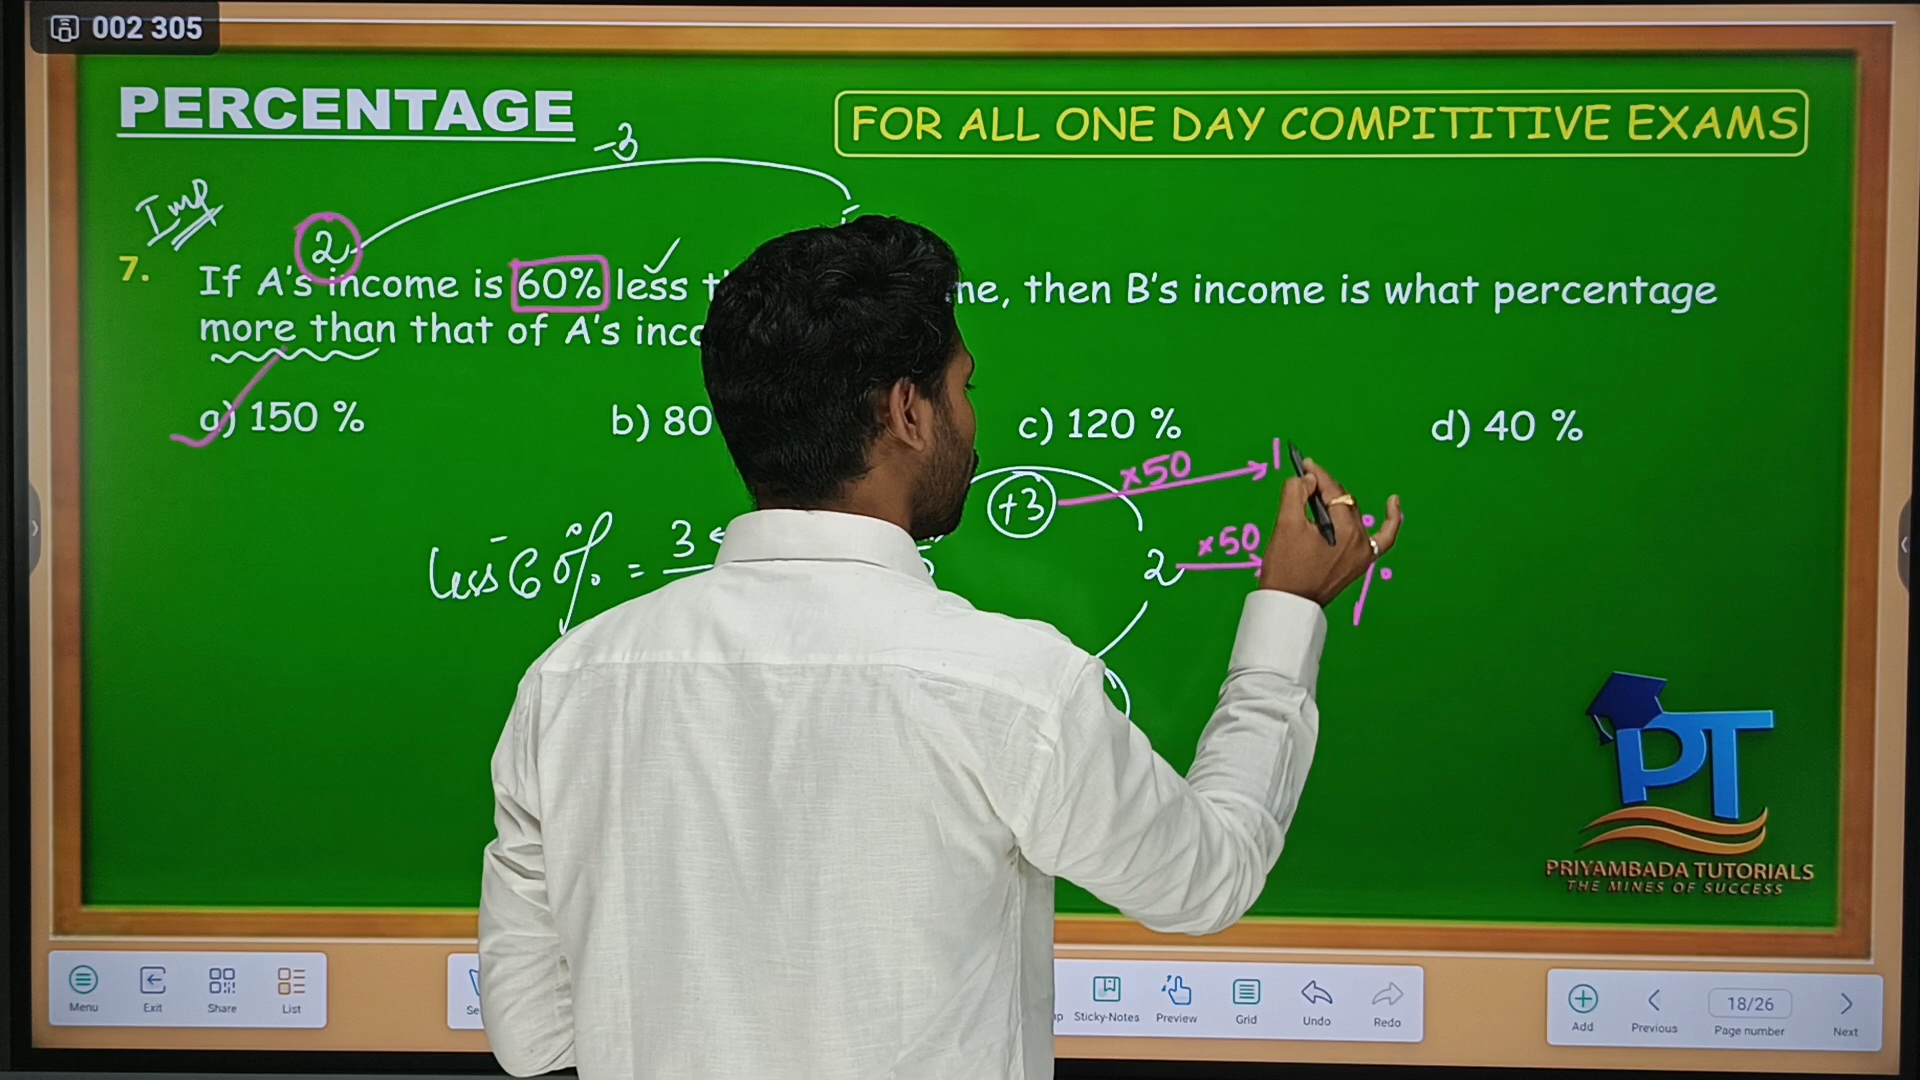 002 305
PERCENTAGE
FOR ALL ONE DAY COMPITITIVE EXAMS
-3
Imp
2
7. If A's income is 60% less ne, then B's income is what percentage
more than that of A's inco
a) 150 % b) 80 c) 120 % d) 40 %
×50
+3
less 60% = 3
2 ×50 %
PT
PRIYAMBADA TUTORIALS
THE MINES OF SUCCESS
Menu Exit Share List Sticky-Notes Preview Grid Undo Redo Add Previous 18/26 Page number Next